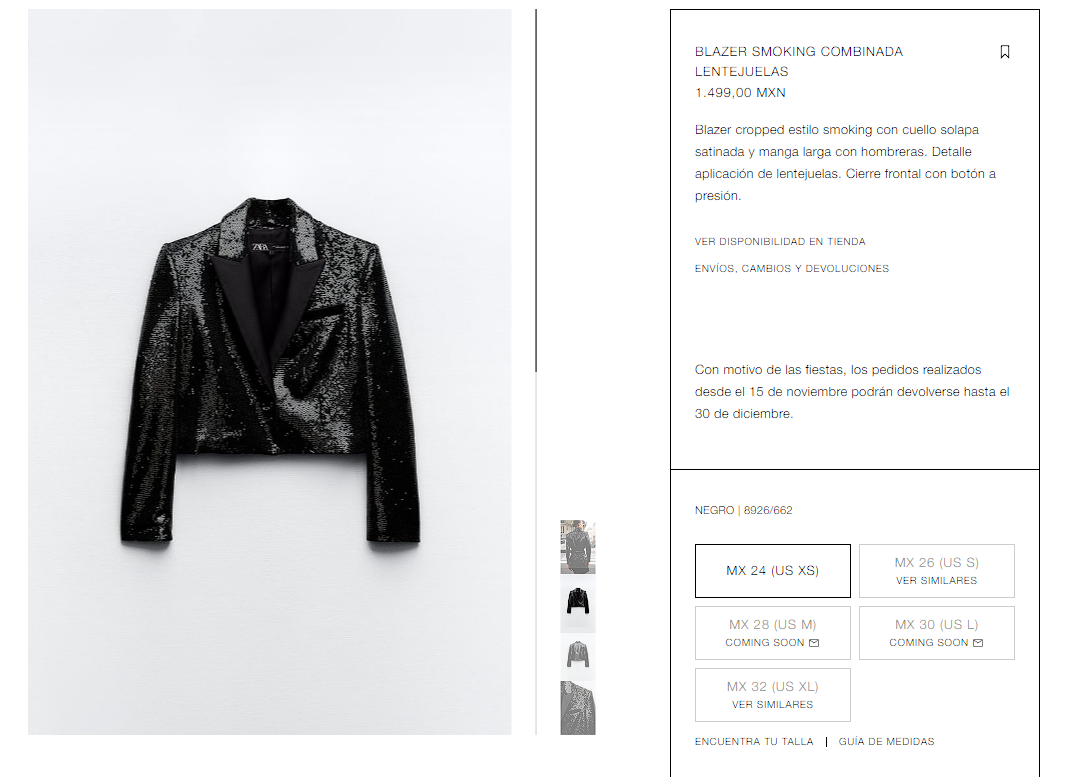 ZARA
BLAZER SMOKING COMBINADA
LENTEJUELAS
1.499,00 MXN
Blazer cropped estilo smoking con cuello solapa
satinada y manga larga con hombreras. Detalle
aplicación de lentejuelas. Cierre frontal con botón a
presión.
VER DISPONIBILIDAD EN TIENDA
ENVÍOS, CAMBIOS Y DEVOLUCIONES
Con motivo de las fiestas, los pedidos realizados
desde el 15 de noviembre podrán devolverse hasta el
30 de diciembre.
NEGRO | 8926/662
MX 24 (US XS)
MX 26 (US S)
VER SIMILARES
MX 28 (US M)
COMING SOON
MX 30 (US L)
COMING SOON
MX 32 (US XL)
VER SIMILARES
ENCUENTRA TU TALLA | GUÍA DE MEDIDAS